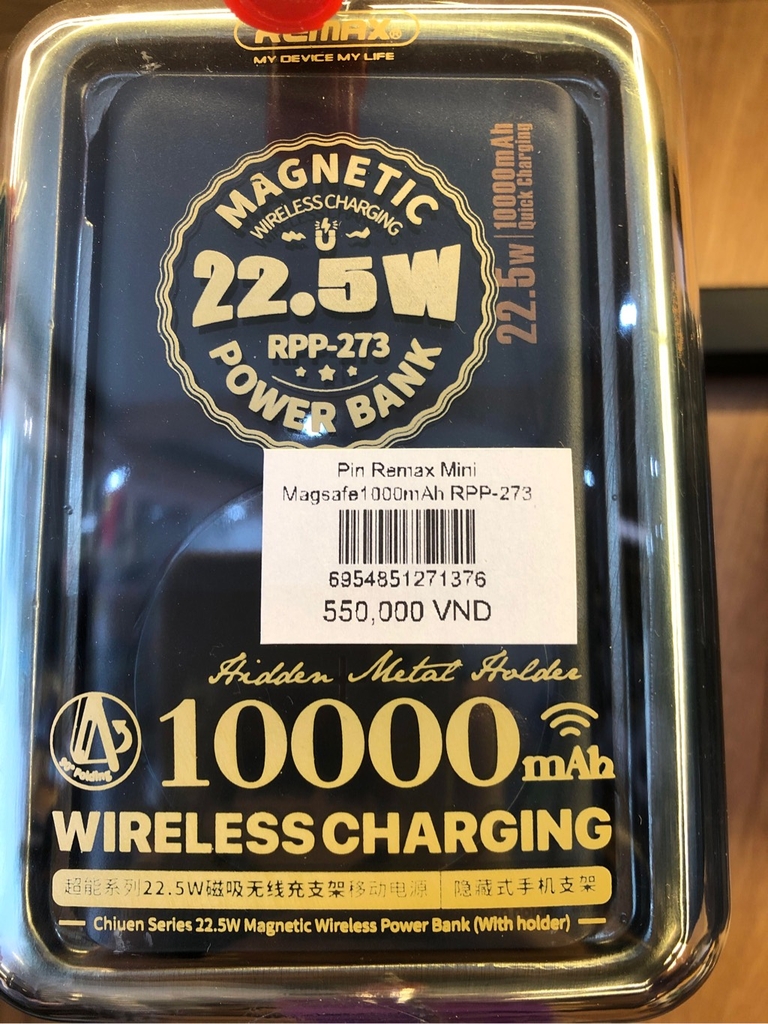 REMAX®
MY DEVICE MY LIFE
MAGNETIC
WIRELESS CHARGING
22.5W
RPP-273
POWER BANK
22.5W
10000mAh
Quick Charging
Pin Remax Mini
Magsafe1000mAh RPP-273
6954851271376
550,000 VND
Hidden Metal Holder
Folding
10000mAh
WIRELESS CHARGING
超能系列22.5W磁吸无线充支架移动电源 隐藏式手机支架
Chiuen Series 22.5W Magnetic Wireless Power Bank (With holder)